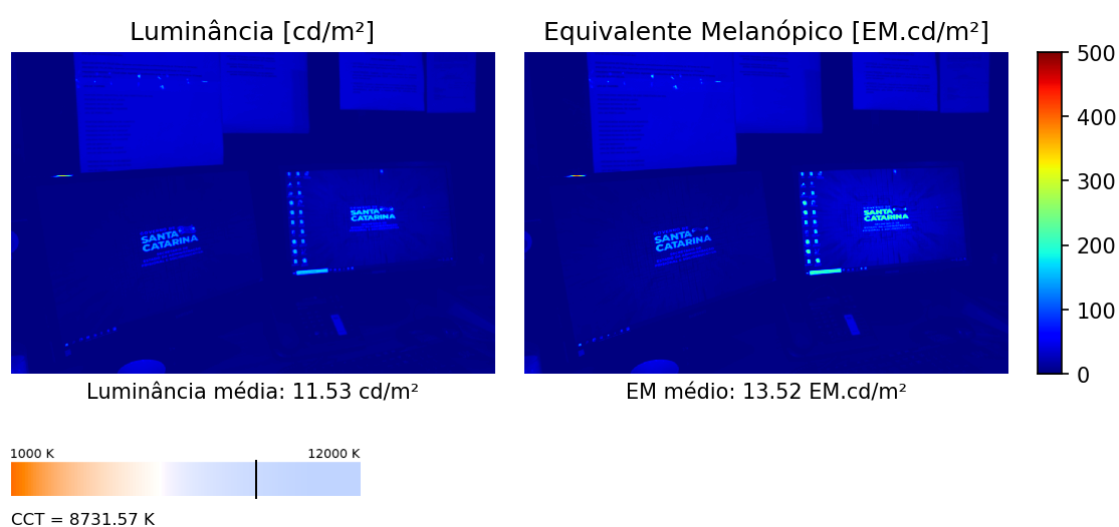 Luminância [cd/m²]
Equivalente Melanópico [EM.cd/m²]
500
400
300
200
100
0
SANTA
CATARINA
SANTA
CATARINA
SANTA
CATARINA
SANTA
CATARINA
Luminância média: 11.53 cd/m²
EM médio: 13.52 EM.cd/m²
1000 K
12000 K
CCT = 8731.57 K